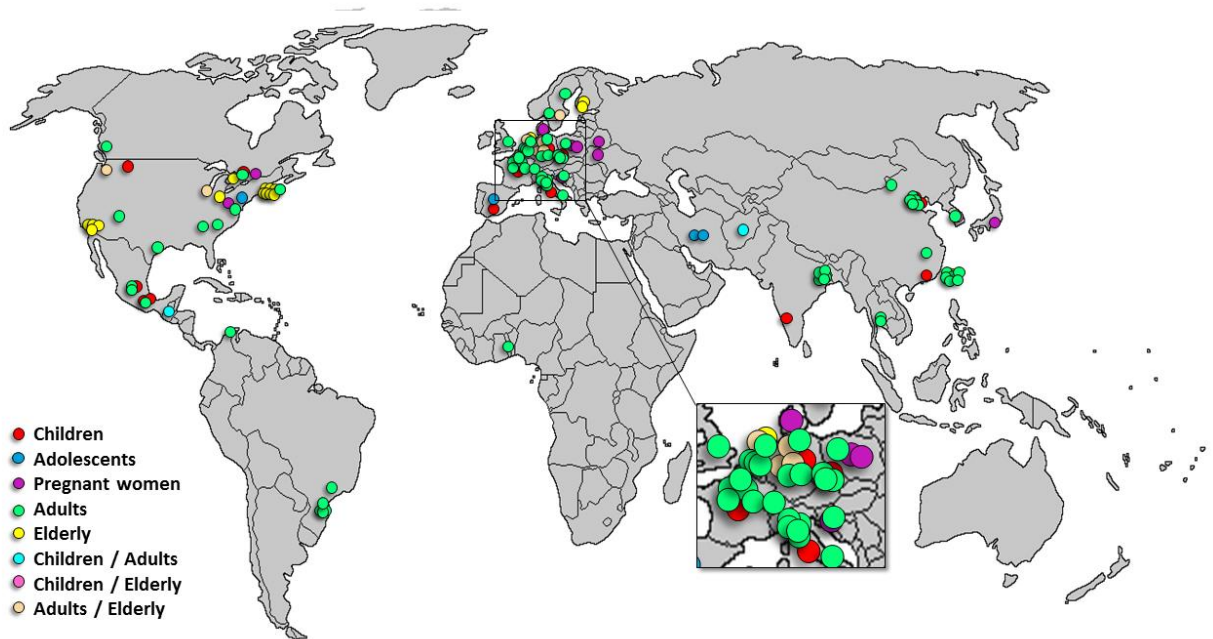 Children
Adolescents
Pregnant women
Adults
Elderly
Children / Adults
Children / Elderly
Adults / Elderly